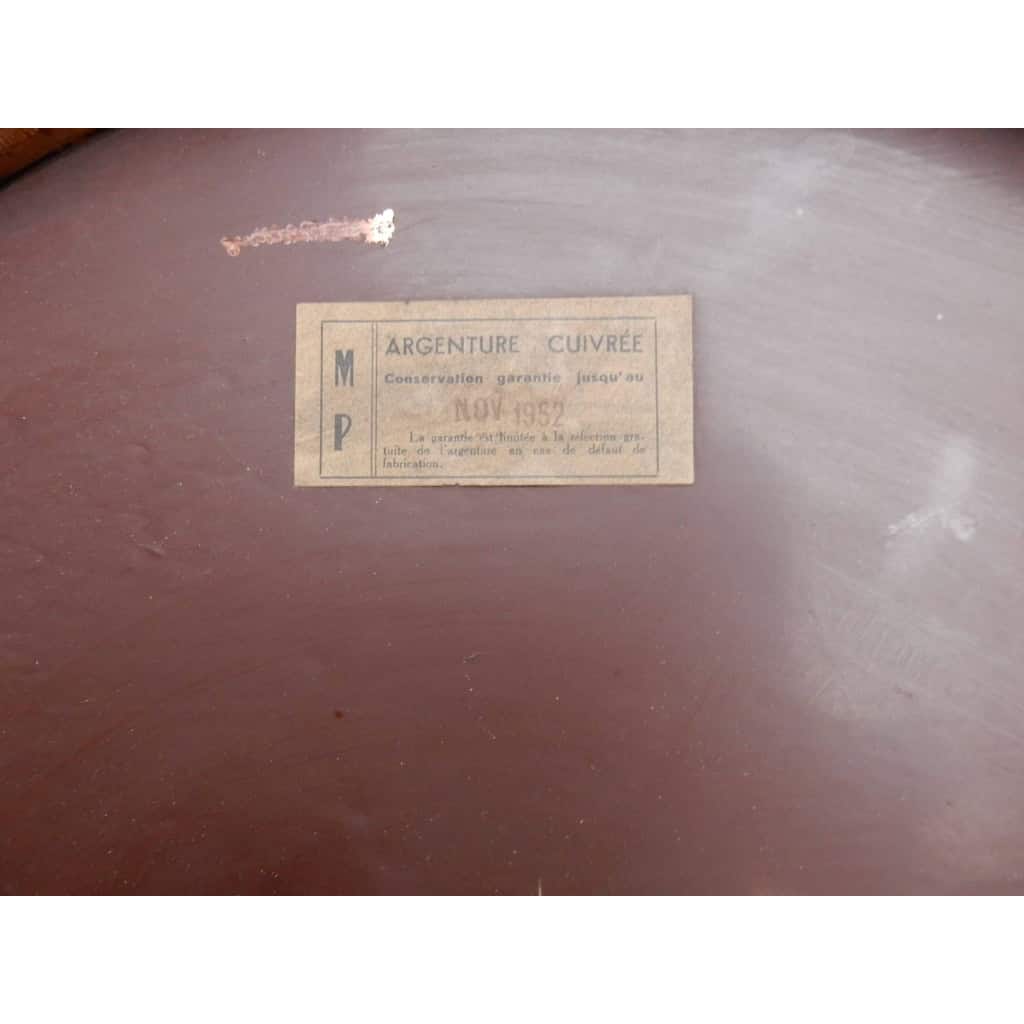 M
P
ARGENTURE CUIVRÉE
Conservation garantie jusqu'au
NOV 1952
La garantie est limitée à la réfection gra-
tuite de l'argenture en cas de défaut de
fabrication.